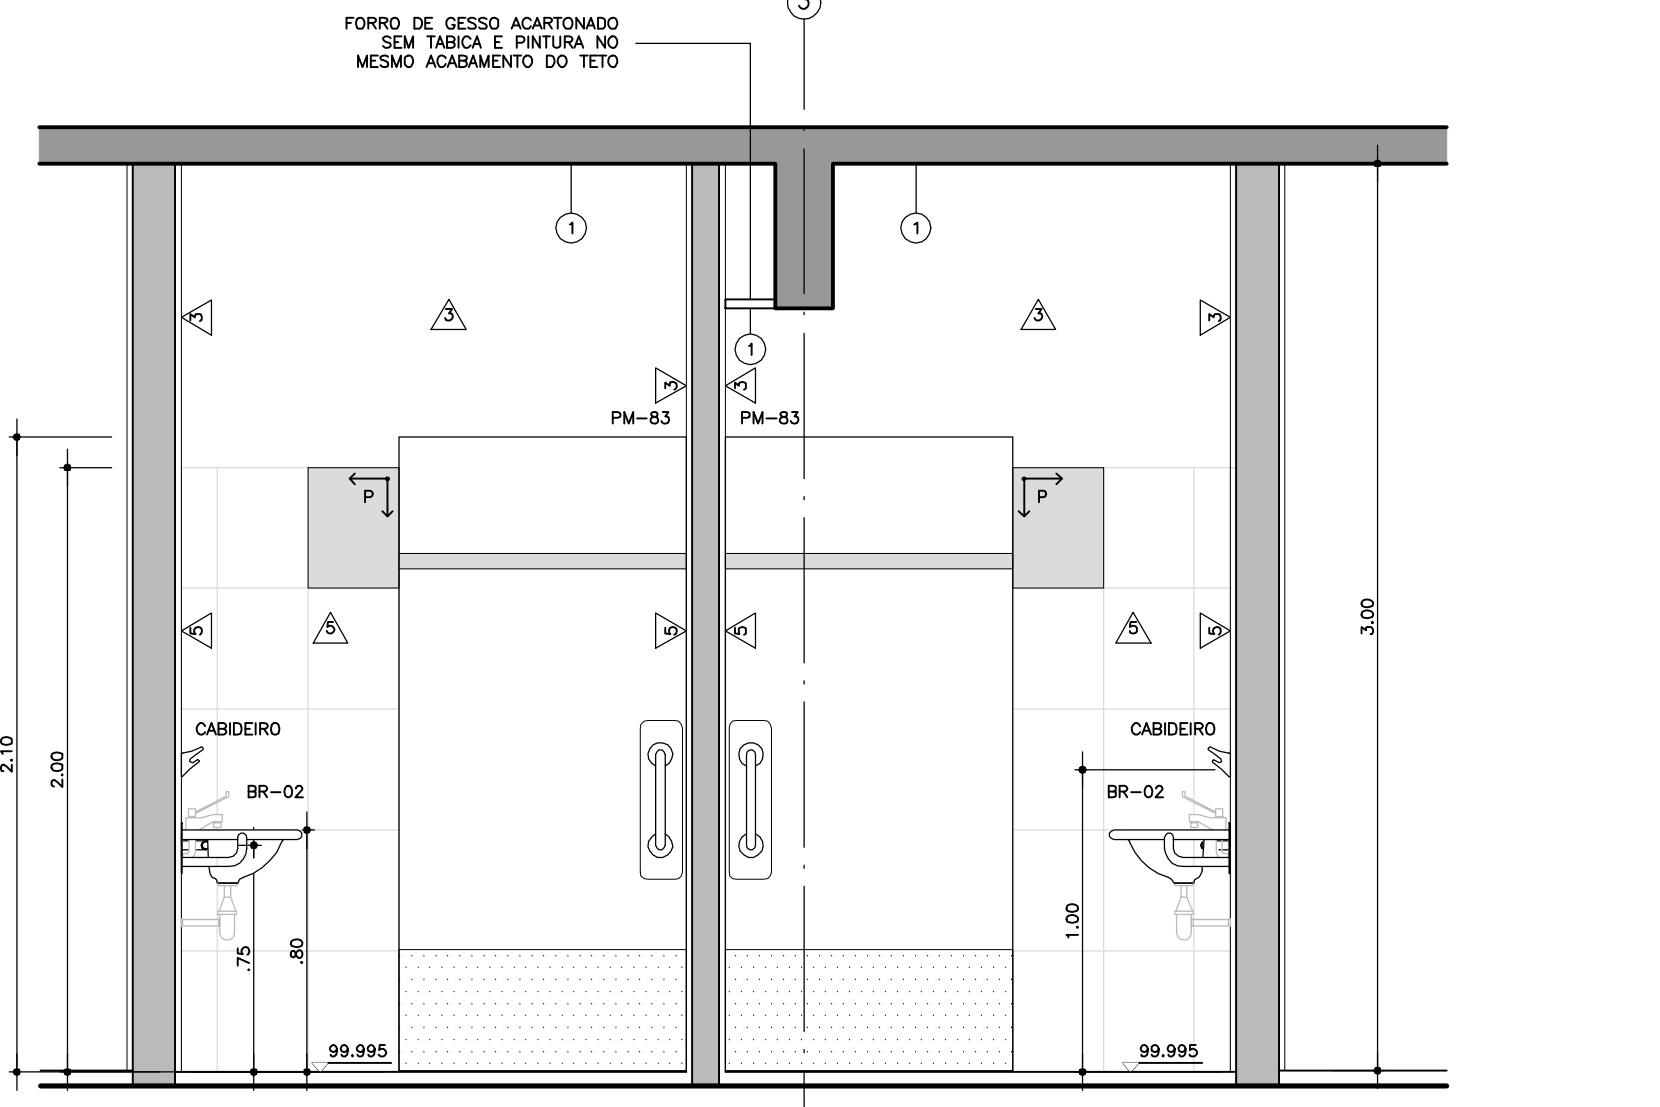 3
FORRO DE GESSO ACARTONADO
SEM TABICA E PINTURA NO
MESMO ACABAMENTO DO TETO
1
1
3
3
3
3
1
3
3
PM-83
PM-83
P
P
5
5
5
5
5
5
3.00
2.10
2.00
CABIDEIRO
CABIDEIRO
BR-02
BR-02
.75
.80
1.00
99.995
99.995